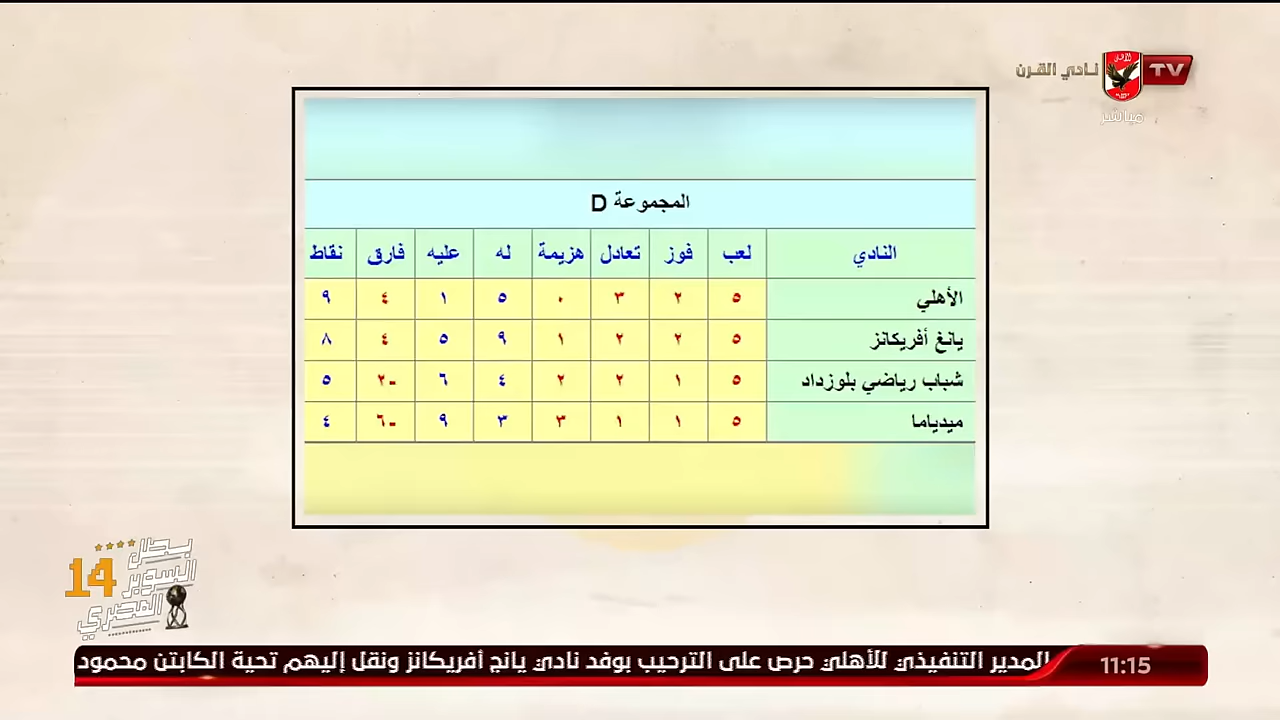 نادي القرن TV
مباشر
المجموعة D
النادي لعب فوز تعادل هزيمة له عليه فارق نقاط
الأهلي ٥ ٢ ٣ ٠ ٥ ١ ٤ ٩
يانغ أفريكانز ٥ ٢ ٢ ١ ٩ ٥ ٤ ٨
شباب رياضي بلوزداد ٥ ١ ٢ ٢ ٤ ٦ -٢ ٥
ميدياما ٥ ١ ١ ٣ ٣ ٩ -٦ ٤
بطل
السوبر 14
المصري
11:15 المدير التنفيذي للأهلي حرص على الترحيب بوفد نادي يانج أفريكانز ونقل إليهم تحية الكابتن محمود